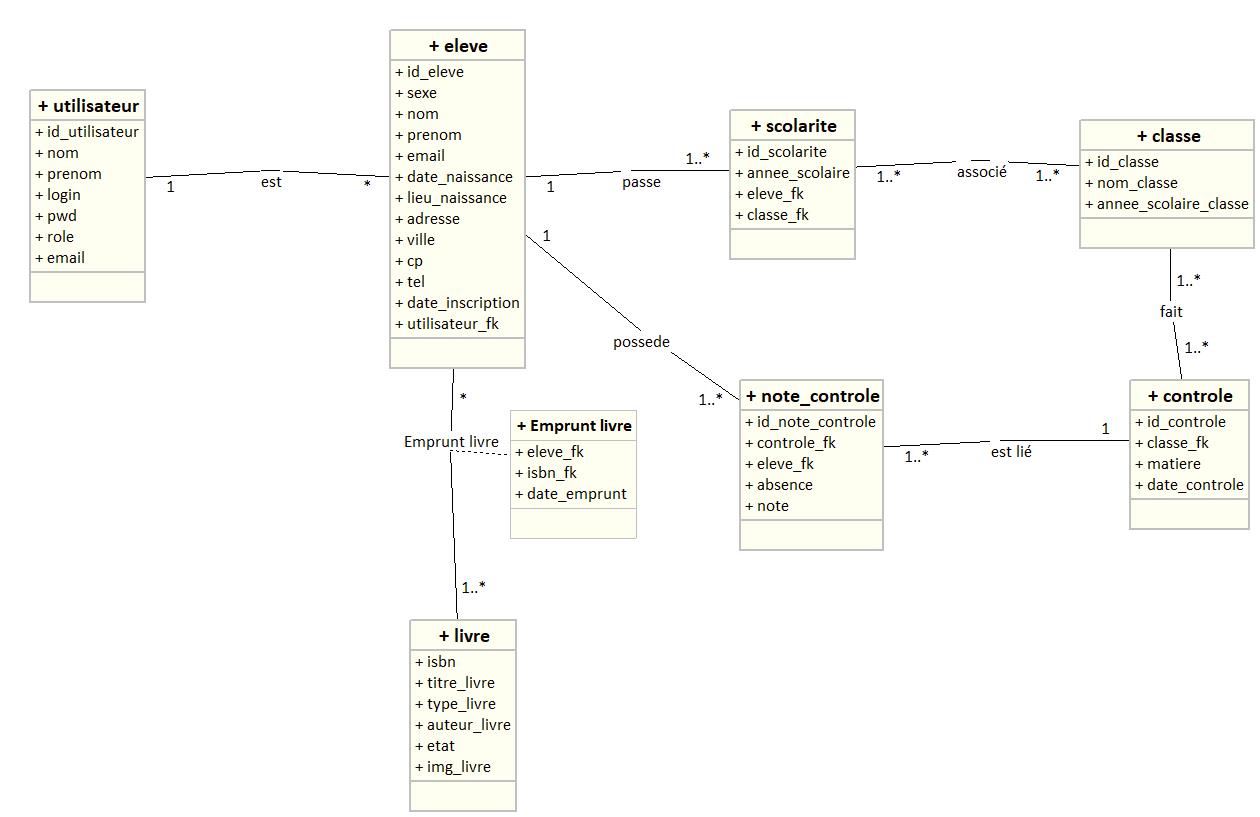 + utilisateur
+ id_utilisateur
+ nom
+ prenom
+ login
+ pwd
+ role
+ email
1
est
*
+ eleve
+ id_eleve
+ sexe
+ nom
+ prenom
+ email
+ date_naissance
+ lieu_naissance
+ adresse
+ ville
+ cp
+ tel
+ date_inscription
+ utilisateur_fk
1
passe
1..*
+ scolarite
+ id_scolarite
+ annee_scolaire
+ eleve_fk
+ classe_fk
1..*
associé
1..*
+ classe
+ id_classe
+ nom_classe
+ annee_scolaire_classe
1..*
fait
1..*
1
possede
1..*
+ note_controle
+ id_note_controle
+ controle_fk
+ eleve_fk
+ absence
+ note
1..*
est lié
1
+ controle
+ id_controle
+ classe_fk
+ matiere
+ date_controle
*
Emprunt livre
+ Emprunt livre
+ eleve_fk
+ isbn_fk
+ date_emprunt
1..*
+ livre
+ isbn
+ titre_livre
+ type_livre
+ auteur_livre
+ etat
+ img_livre